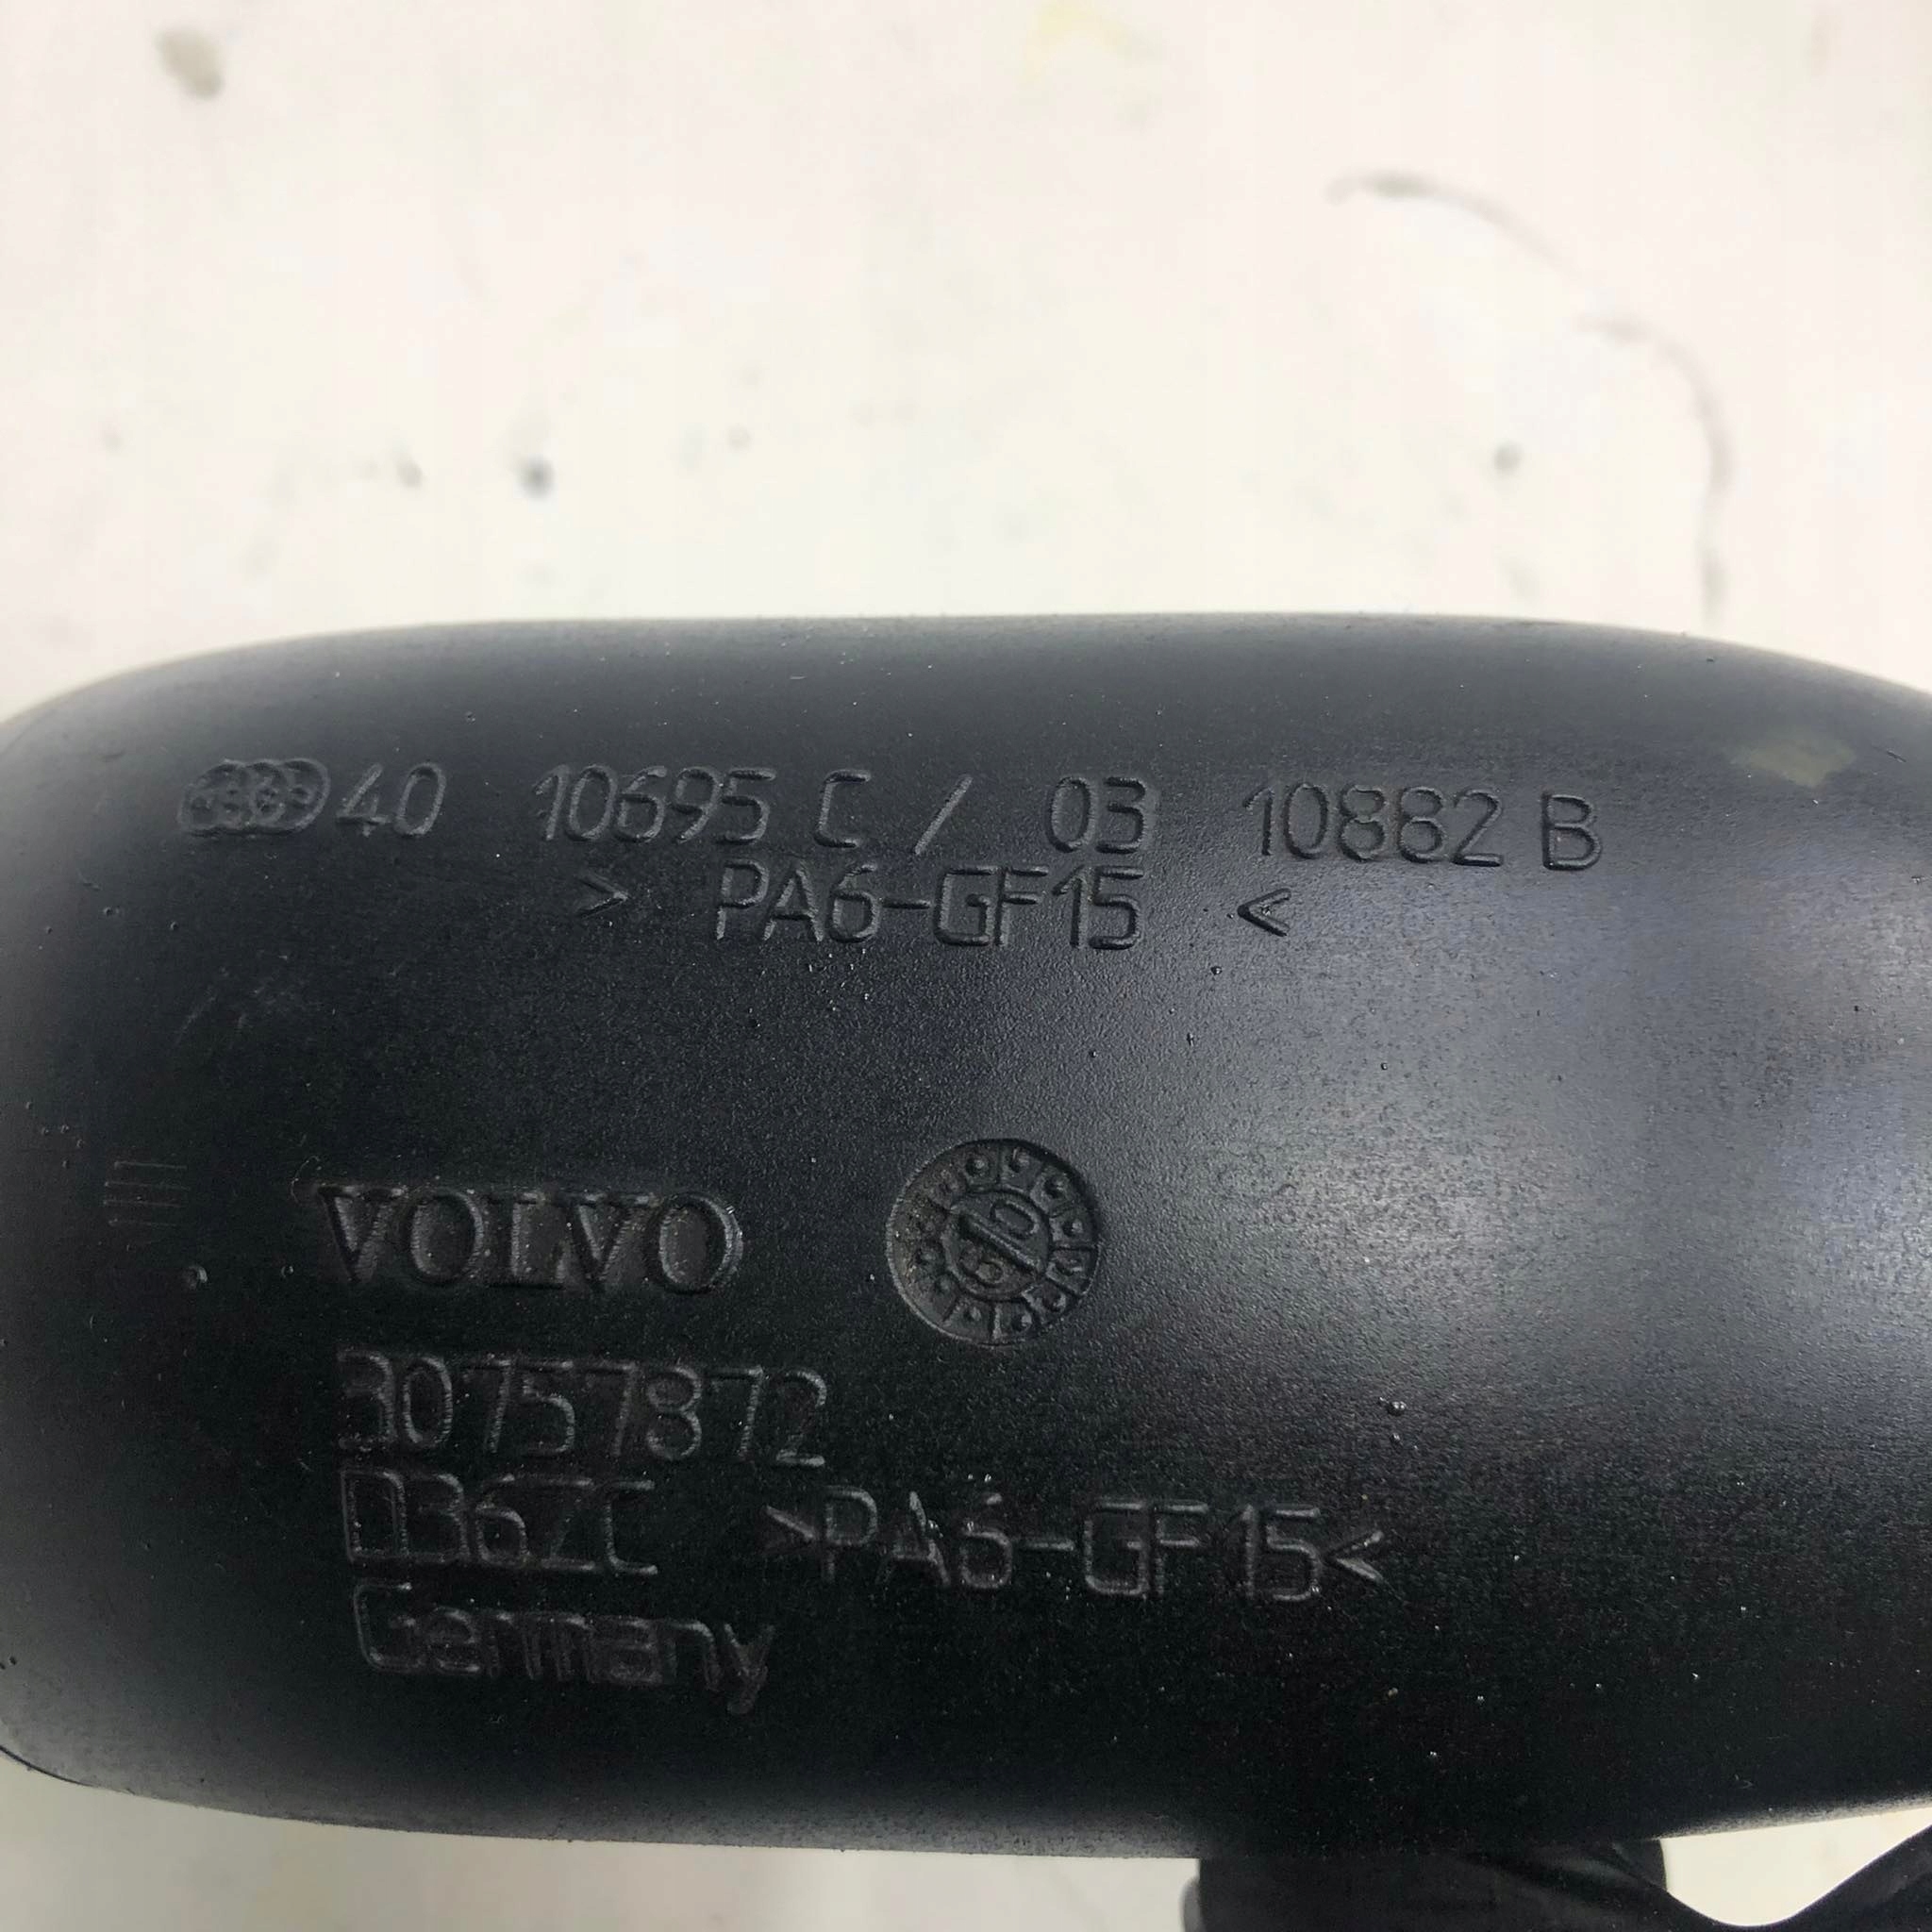 40 10695 C / 03 10882 B
> PA6-GF15 <
VOLVO
30757872
D36ZC >PA6-GF15<
Germany